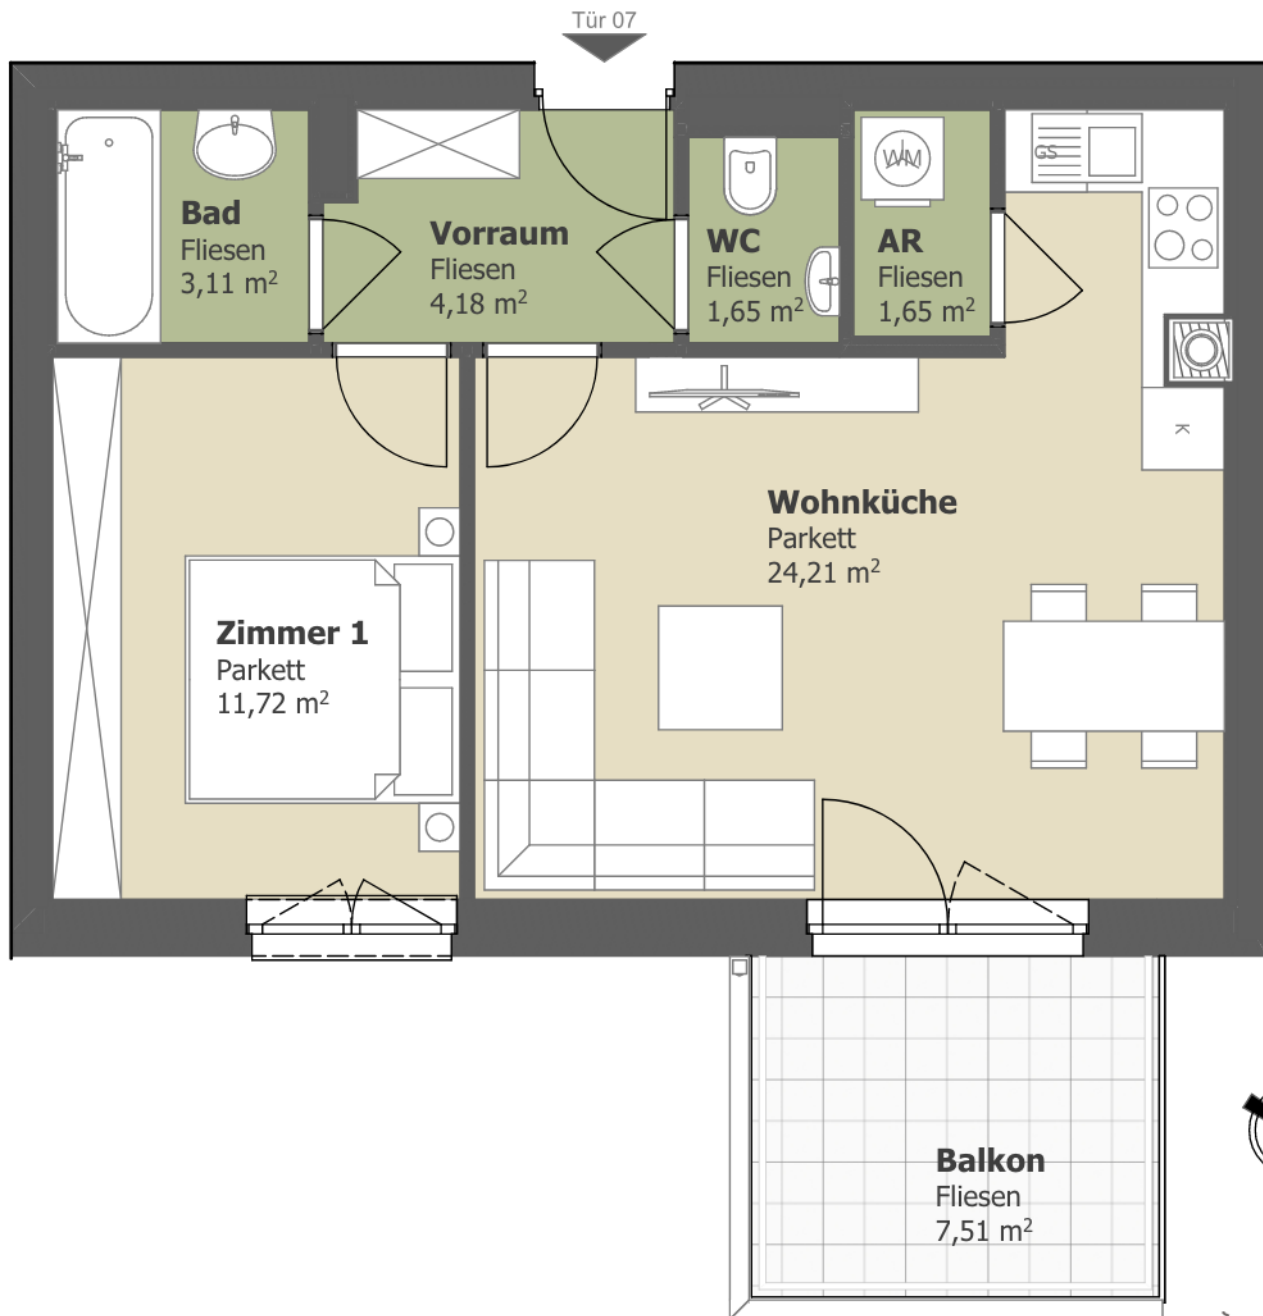 Tür 07
Bad
Fliesen
3,11 m²
Vorraum
Fliesen
4,18 m²
WC
Fliesen
1,65 m²
WM
AR
Fliesen
1,65 m²
GS
K
Wohnküche
Parkett
24,21 m²
Zimmer 1
Parkett
11,72 m²
Balkon
Fliesen
7,51 m²